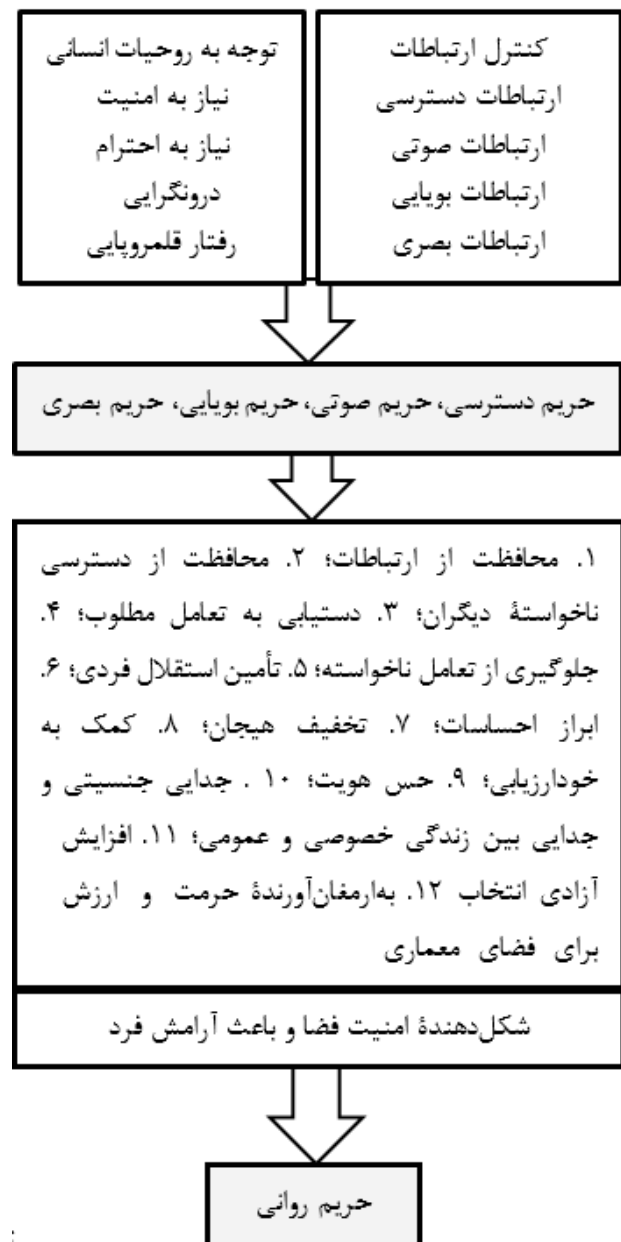 کنترل ارتباطات
ارتباطات دسترسی
ارتباطات صوتی
ارتباطات بویایی
ارتباطات بصری
توجه به روحیات انسانی
نیاز به امنیت
نیاز به احترام
درونگرایی
رفتار قلمروپایی
حریم دسترسی، حریم صوتی، حریم بویایی، حریم بصری
۱. محافظت از ارتباطات؛ ۲. محافظت از دسترسی
ناخواستهٔ دیگران؛ ۳. دستیابی به تعامل مطلوب؛ ۴.
جلوگیری از تعامل ناخواسته؛ ۵. تأمین استقلال فردی؛ ۶.
ابراز احساسات؛ ۷. تخفیف هیجان؛ ۸. کمک به
خودارزیابی؛ ۹. حس هویت؛ ۱۰ . جدایی جنسیتی و
جدایی بین زندگی خصوصی و عمومی؛ ۱۱. افزایش
آزادی انتخاب ۱۲. به‌ارمغان‌آورندهٔ حرمت و ارزش
برای فضای معماری
شکل‌دهندهٔ امنیت فضا و باعث آرامش فرد
حریم روانی